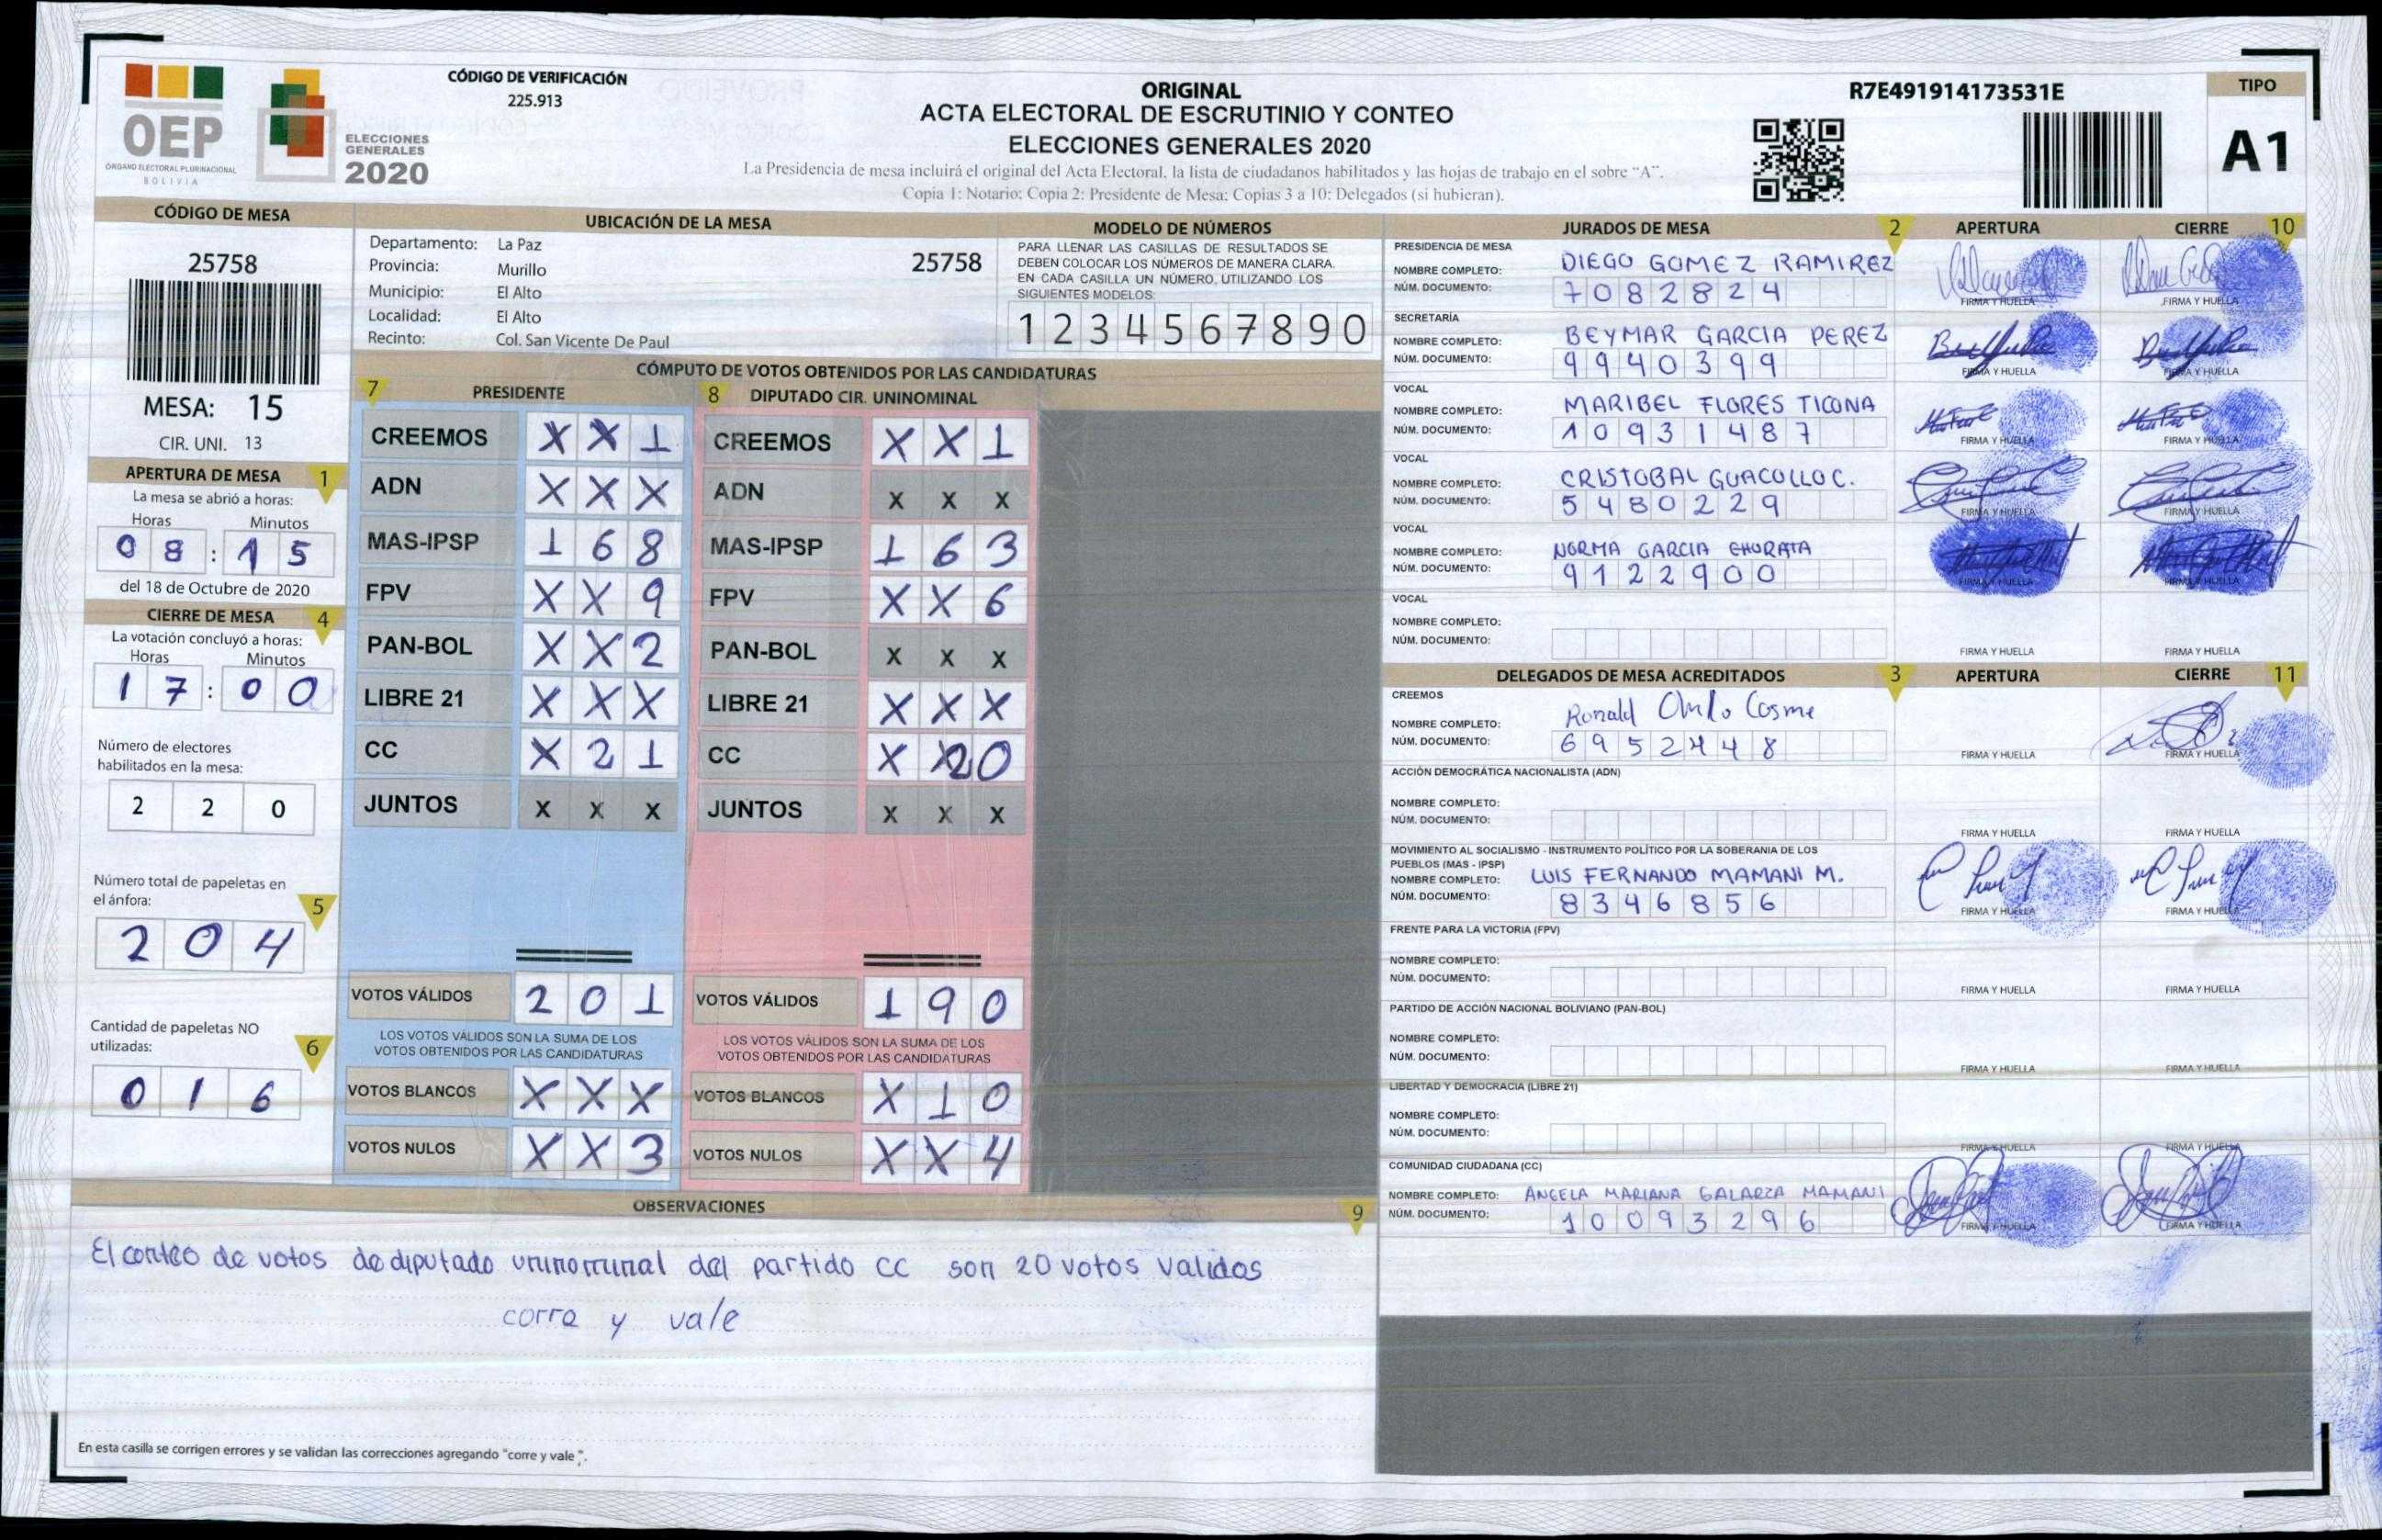 OEP
ÓRGANO ELECTORAL PLURINACIONAL
BOLIVIA
ELECCIONES
GENERALES
2020
CÓDIGO DE VERIFICACIÓN
225.913
ORIGINAL
ACTA ELECTORAL DE ESCRUTINIO Y CONTEO
ELECCIONES GENERALES 2020
La Presidencia de mesa incluirá el original del Acta Electoral, la lista de ciudadanos habilitados y las hojas de trabajo en el sobre “A”.
Copia 1: Notario; Copia 2: Presidente de Mesa; Copias 3 a 10: Delegados (si hubieran).
R7E491914173531E
TIPO
A1
CÓDIGO DE MESA
25758
MESA: 15
CIR. UNI. 13
APERTURA DE MESA 1
La mesa se abrió a horas:
Horas Minutos
08:15
del 18 de Octubre de 2020
CIERRE DE MESA 4
La votación concluyó a horas:
Horas Minutos
17:00
Número de electores
habilitados en la mesa:
2 2 0
Número total de papeletas en
el ánfora: 5
2 0 4
Cantidad de papeletas NO
utilizadas: 6
0 1 6
UBICACIÓN DE LA MESA
Departamento: La Paz 25758
Provincia: Murillo
Municipio: El Alto
Localidad: El Alto
Recinto: Col. San Vicente De Paul
MODELO DE NÚMEROS
PARA LLENAR LAS CASILLAS DE RESULTADOS SE
DEBEN COLOCAR LOS NÚMEROS DE MANERA CLARA.
EN CADA CASILLA UN NÚMERO, UTILIZANDO LOS
SIGUIENTES MODELOS:
1 2 3 4 5 6 7 8 9 0
CÓMPUTO DE VOTOS OBTENIDOS POR LAS CANDIDATURAS
7 PRESIDENTE
CREEMOS X X 1
ADN X X X
MAS-IPSP 1 6 8
FPV X X 9
PAN-BOL X X 2
LIBRE 21 X X X
CC X 2 1
JUNTOS X X X
VOTOS VÁLIDOS 2 0 1
LOS VOTOS VÁLIDOS SON LA SUMA DE LOS
VOTOS OBTENIDOS POR LAS CANDIDATURAS
VOTOS BLANCOS X X X
VOTOS NULOS X X 3
8 DIPUTADO CIR. UNINOMINAL
CREEMOS X X 1
ADN X X X
MAS-IPSP 1 6 3
FPV X X 6
PAN-BOL X X X
LIBRE 21 X X X
CC X 2 0
JUNTOS X X X
VOTOS VÁLIDOS 1 9 0
LOS VOTOS VÁLIDOS SON LA SUMA DE LOS
VOTOS OBTENIDOS POR LAS CANDIDATURAS
VOTOS BLANCOS X 1 0
VOTOS NULOS X X 4
OBSERVACIONES 9
El conteo de votos de diputado uninominal del partido CC son 20 votos validos
corre y vale
En esta casilla se corrigen errores y se validan las correcciones agregando "corre y vale".
JURADOS DE MESA 2 APERTURA CIERRE 10
PRESIDENCIA DE MESA
NOMBRE COMPLETO: DIEGO GOMEZ RAMIREZ
NÚM. DOCUMENTO: 7082824
FIRMA Y HUELLA FIRMA Y HUELLA
SECRETARÍA
NOMBRE COMPLETO: BEYMAR GARCIA PEREZ
NÚM. DOCUMENTO: 9940399
FIRMA Y HUELLA FIRMA Y HUELLA
VOCAL
NOMBRE COMPLETO: MARIBEL FLORES TICONA
NÚM. DOCUMENTO: 10931487
FIRMA Y HUELLA FIRMA Y HUELLA
VOCAL
NOMBRE COMPLETO: CRISTOBAL GUACOLLO C.
NÚM. DOCUMENTO: 5480229
FIRMA Y HUELLA FIRMA Y HUELLA
VOCAL
NOMBRE COMPLETO: NORMA GARCIA CHURATA
NÚM. DOCUMENTO: 9122900
FIRMA Y HUELLA FIRMA Y HUELLA
VOCAL
NOMBRE COMPLETO:
NÚM. DOCUMENTO:
FIRMA Y HUELLA FIRMA Y HUELLA
DELEGADOS DE MESA ACREDITADOS 3 APERTURA CIERRE 11
CREEMOS
NOMBRE COMPLETO: Ronald Cosme
NÚM. DOCUMENTO: 6952448
FIRMA Y HUELLA FIRMA Y HUELLA
ACCIÓN DEMOCRÁTICA NACIONALISTA (ADN)
NOMBRE COMPLETO:
NÚM. DOCUMENTO:
FIRMA Y HUELLA FIRMA Y HUELLA
MOVIMIENTO AL SOCIALISMO - INSTRUMENTO POLÍTICO POR LA SOBERANIA DE LOS
PUEBLOS (MAS - IPSP)
NOMBRE COMPLETO: LUIS FERNANDO MAMANI M.
NÚM. DOCUMENTO: 8346856
FIRMA Y HUELLA FIRMA Y HUELLA
FRENTE PARA LA VICTORIA (FPV)
NOMBRE COMPLETO:
NÚM. DOCUMENTO:
FIRMA Y HUELLA FIRMA Y HUELLA
PARTIDO DE ACCIÓN NACIONAL BOLIVIANO (PAN-BOL)
NOMBRE COMPLETO:
NÚM. DOCUMENTO:
FIRMA Y HUELLA FIRMA Y HUELLA
LIBERTAD Y DEMOCRACIA (LIBRE 21)
NOMBRE COMPLETO:
NÚM. DOCUMENTO:
FIRMA Y HUELLA FIRMA Y HUELLA
COMUNIDAD CIUDADANA (CC)
NOMBRE COMPLETO: ANGELA MARIANA GALARZA MAMANI
NÚM. DOCUMENTO: 10093296
FIRMA Y HUELLA FIRMA Y HUELLA